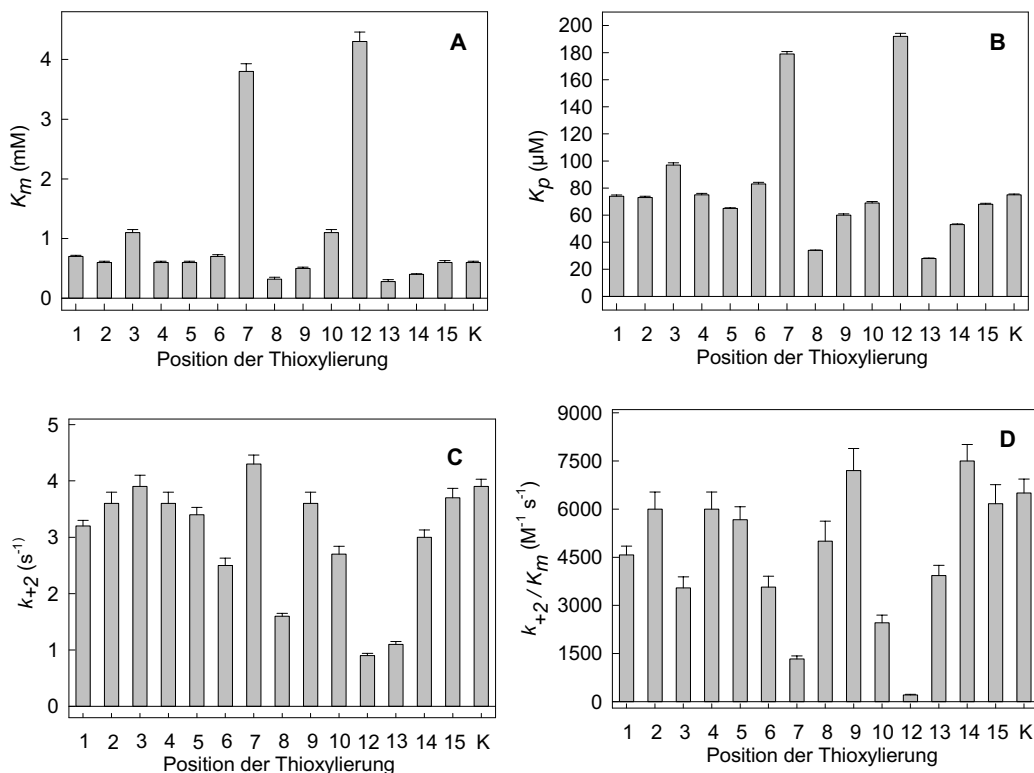 A
K_m (mM)
4
3
2
1
0
1 2 3 4 5 6 7 8 9 10 12 13 14 15 K
Position der Thioxylierung
B
K_p (µM)
200
180
160
140
120
100
80
60
40
20
0
1 2 3 4 5 6 7 8 9 10 12 13 14 15 K
Position der Thioxylierung
C
k+2 (s⁻¹)
5
4
3
2
1
0
1 2 3 4 5 6 7 8 9 10 12 13 14 15 K
Position der Thioxylierung
D
k+2 / K_m (M⁻¹ s⁻¹)
9000
7500
6000
4500
3000
1500
0
1 2 3 4 5 6 7 8 9 10 12 13 14 15 K
Position der Thioxylierung